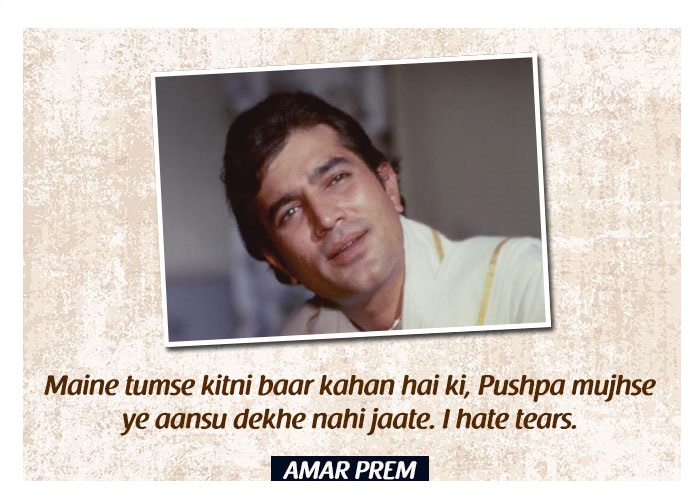 Maine tumse kitni baar kahan hai ki, Pushpa mujhse
ye aansu dekhe nahi jaate. I hate tears.
AMAR PREM